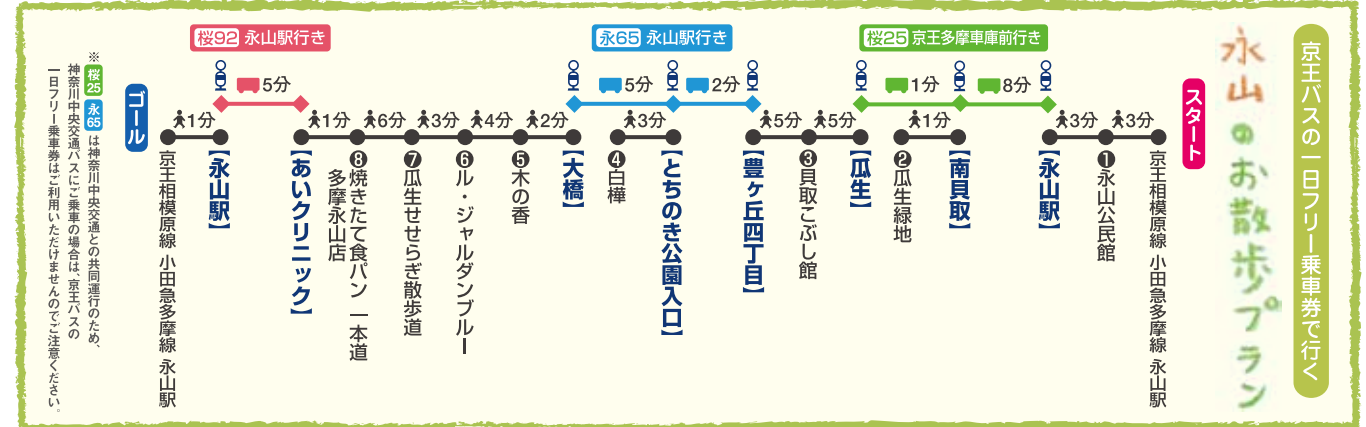 京王バスの一日フリー乗車券で行く
永山のお散歩プラン
スタート
京王相模原線 小田急多摩線 永山駅
3分
❶永山公民館
3分
【永山駅】
桜25 京王多摩車庫前行き
8分
【南貝取】
1分
❷瓜生緑地
1分
【瓜生】
5分
❸貝取こぶし館
5分
【豊ヶ丘四丁目】
永65 永山駅行き
2分
【とちのき公園入口】
3分
❹白樺
5分
【大橋】
2分
❺木の香
4分
❻ル・ジャルダンブルー
3分
❼瓜生せせらぎ散歩道
6分
❽焼きたて食パン 一本道
多摩永山店
1分
【あいクリニック】
桜92 永山駅行き
5分
【永山駅】
1分
京王相模原線 小田急多摩線 永山駅
ゴール
※桜25 永65は神奈川中央交通との共同運行のため、
神奈川中央交通バスにご乗車の場合は、京王バスの
一日フリー乗車券はご利用いただけませんのでご注意ください。